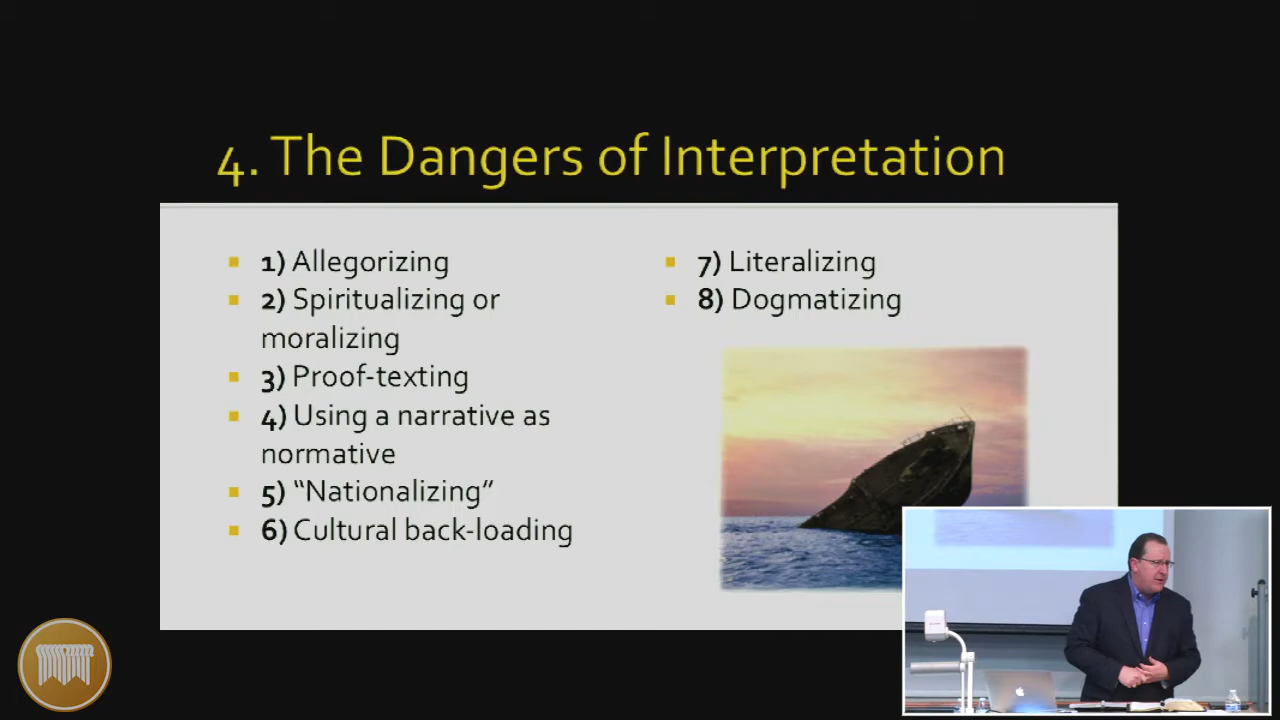 4. The Dangers of Interpretation
1) Allegorizing
2) Spiritualizing or
moralizing
3) Proof-texting
4) Using a narrative as
normative
5) “Nationalizing”
6) Cultural back-loading
7) Literalizing
8) Dogmatizing